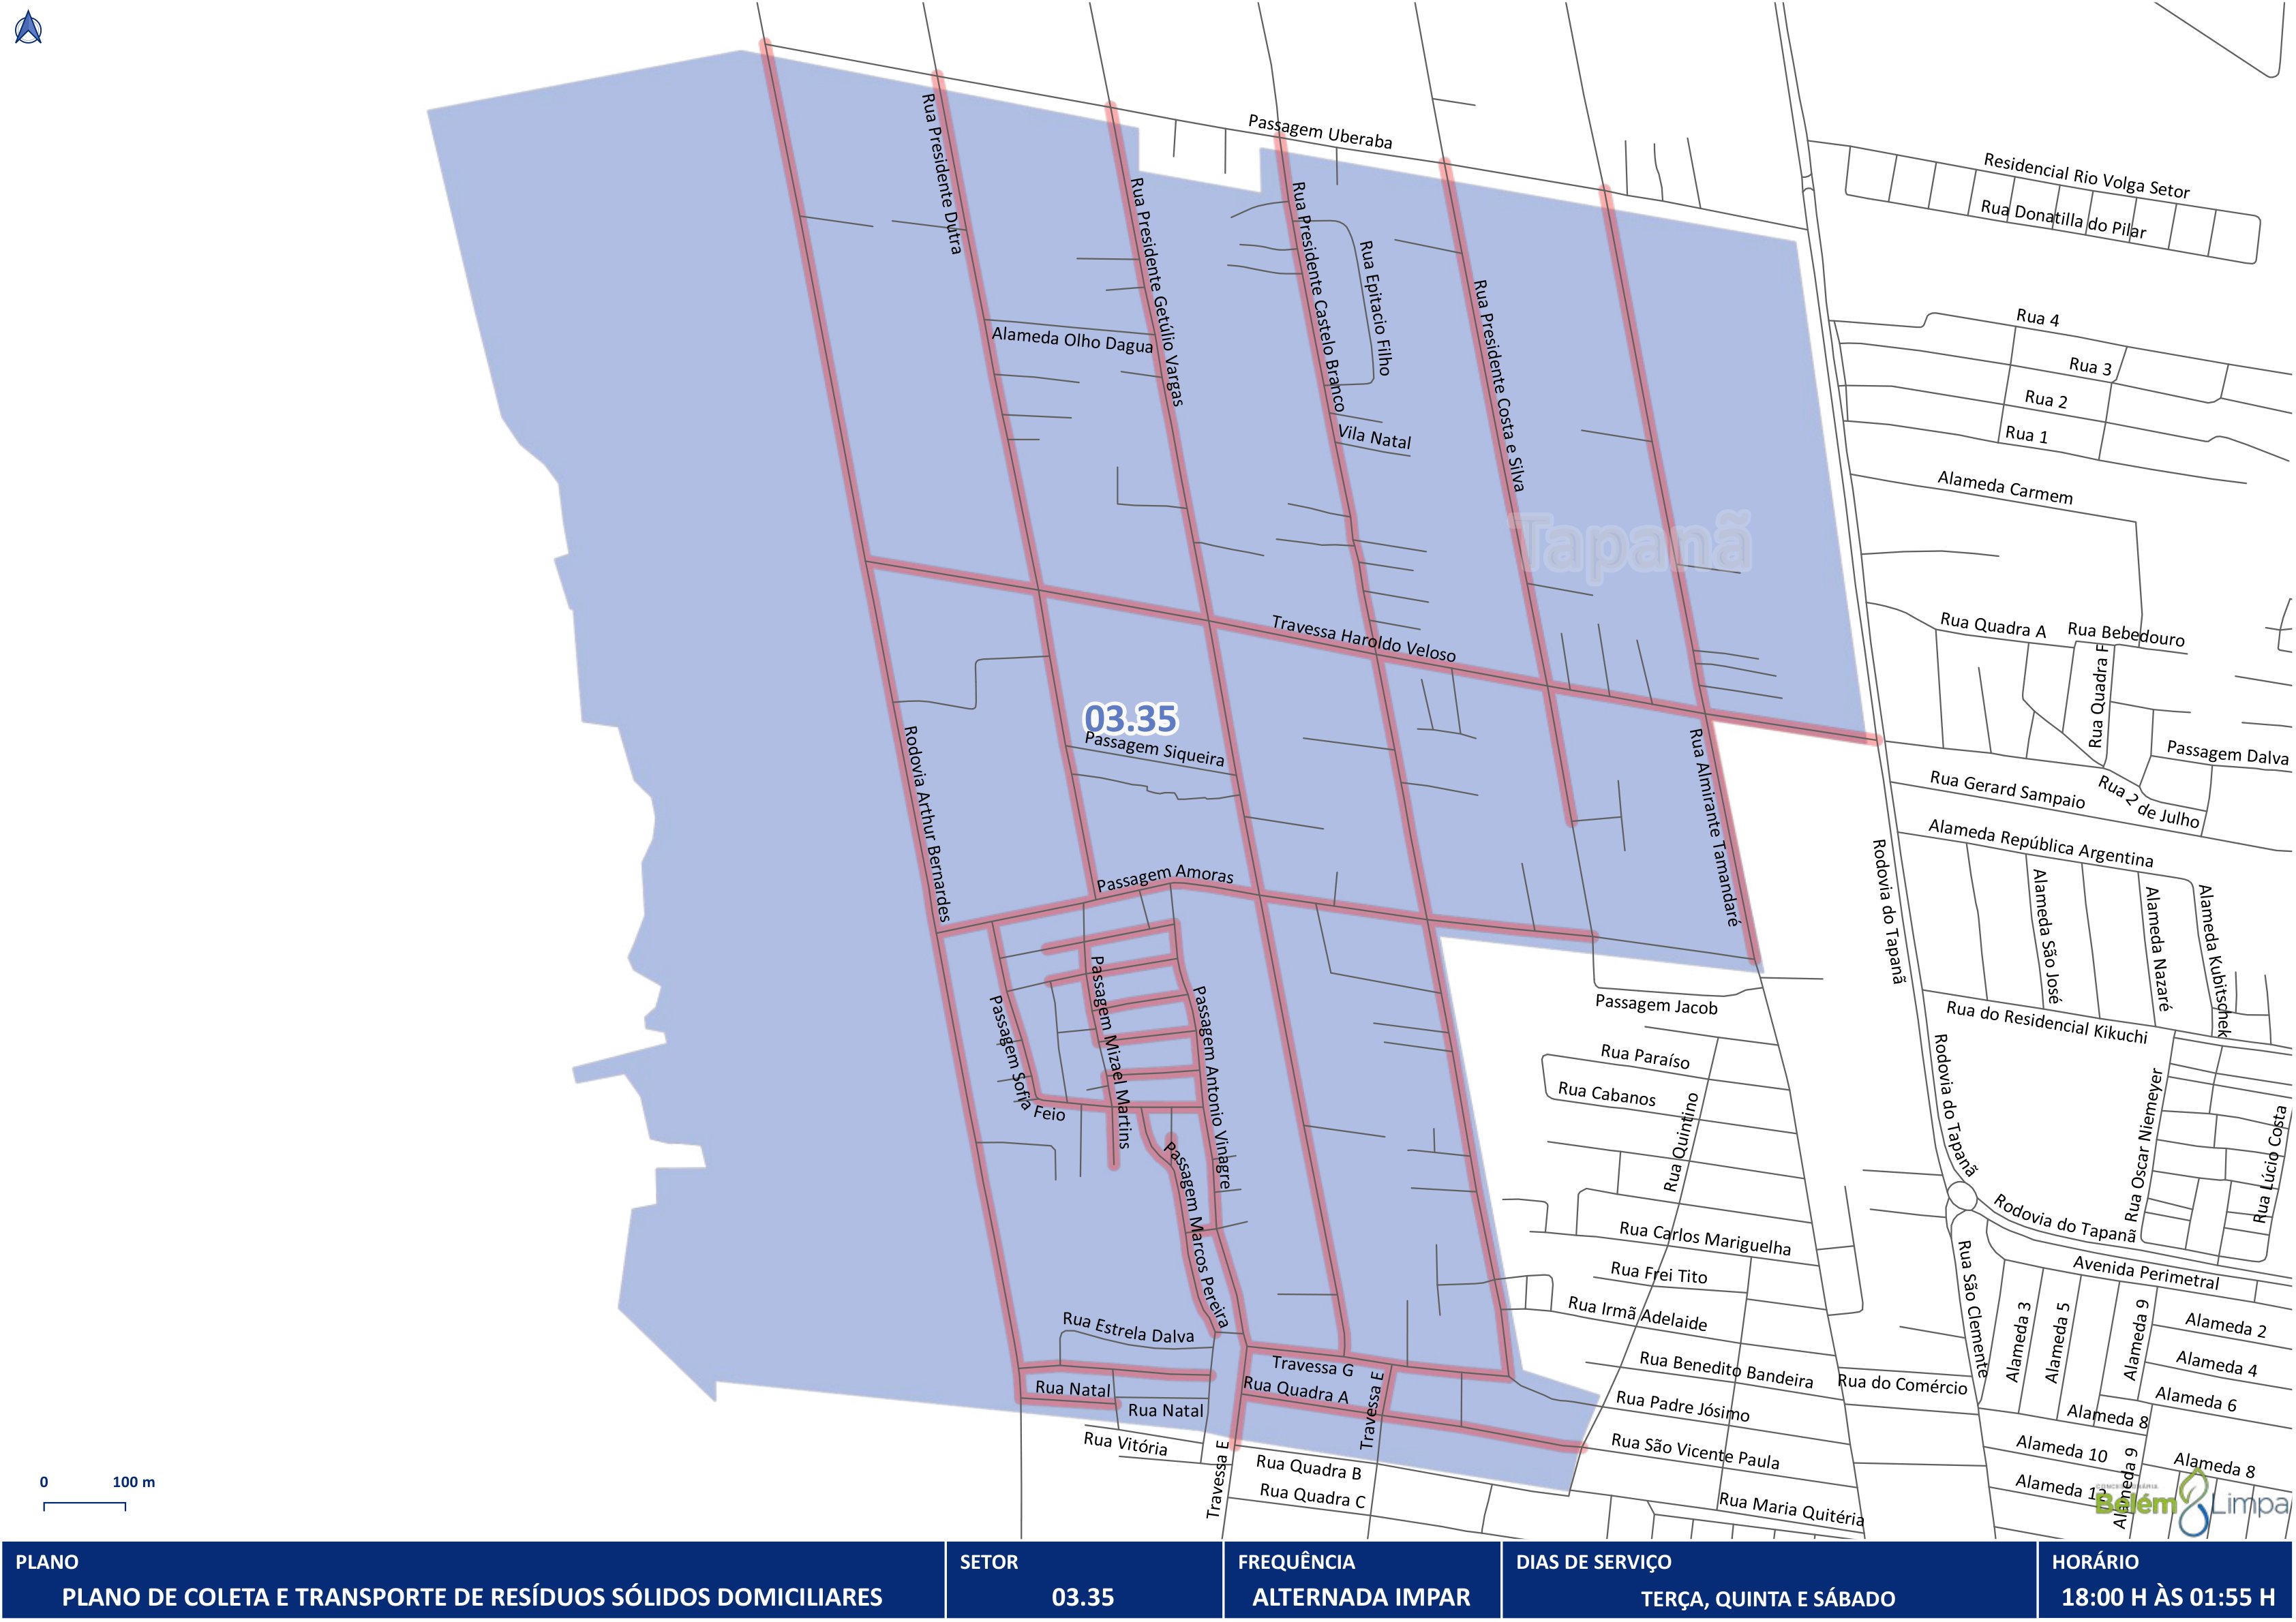 Passagem Uberaba
Residencial Rio Volga Setor
Rua Donatilla do Pilar
Rua Presidente Dutra
Rua Presidente Getúlio Vargas
Rua Presidente Castelo Branco
Rua Epitacio Filho
Rua Presidente Costa e Silva
Alameda Olho Dagua
Vila Natal
Rua 4
Rua 3
Rua 2
Rua 1
Alameda Carmem
Tapanã
Travessa Haroldo Veloso
Rua Quadra A
Rua Bebedouro
Rua Quadra F
Passagem Dalva
03.35
Passagem Siqueira
Rodovia Arthur Bernardes
Rua Almirante Tamandaré
Rua Gerard Sampaio
Rua 2 de Julho
Alameda República Argentina
Rodovia do Tapanã
Passagem Amoras
Alameda São José
Alameda Nazaré
Alameda Kubitschek
Passagem Sofia
Feio
Passagem Mizael Martins
Passagem Antonio Vinagre
Passagem Marcos Pereira
Passagem Jacob
Rua do Residencial Kikuchi
Rua Paraíso
Rua Cabanos
Rua Quintino
Rodovia do Tapanã
Rua Oscar Niemeyer
Rua Lúcio Costa
Rodovia do Tapanã
Rua Carlos Mariguelha
Rua Frei Tito
Rua Irmã Adelaide
Rua São Clemente
Avenida Perimetral
Alameda 3
Alameda 5
Alameda 9
Alameda 2
Alameda 4
Alameda 6
Rua Estrela Dalva
Travessa G
Rua Quadra A
Travessa E
Rua Natal
Rua Natal
Rua Benedito Bandeira
Rua do Comércio
Rua Padre Jósimo
Alameda 8
Rua Vitória
Travessa E
Rua Quadra B
Rua Quadra C
Rua São Vicente Paula
Rua Maria Quitéria
Alameda 10
Alameda 9
Alameda 8
Alameda 12
CONCESSIONÁRIA
Belém Limpa
0 100 m
PLANO
PLANO DE COLETA E TRANSPORTE DE RESÍDUOS SÓLIDOS DOMICILIARES
SETOR
03.35
FREQUÊNCIA
ALTERNADA IMPAR
DIAS DE SERVIÇO
TERÇA, QUINTA E SÁBADO
HORÁRIO
18:00 H ÀS 01:55 H